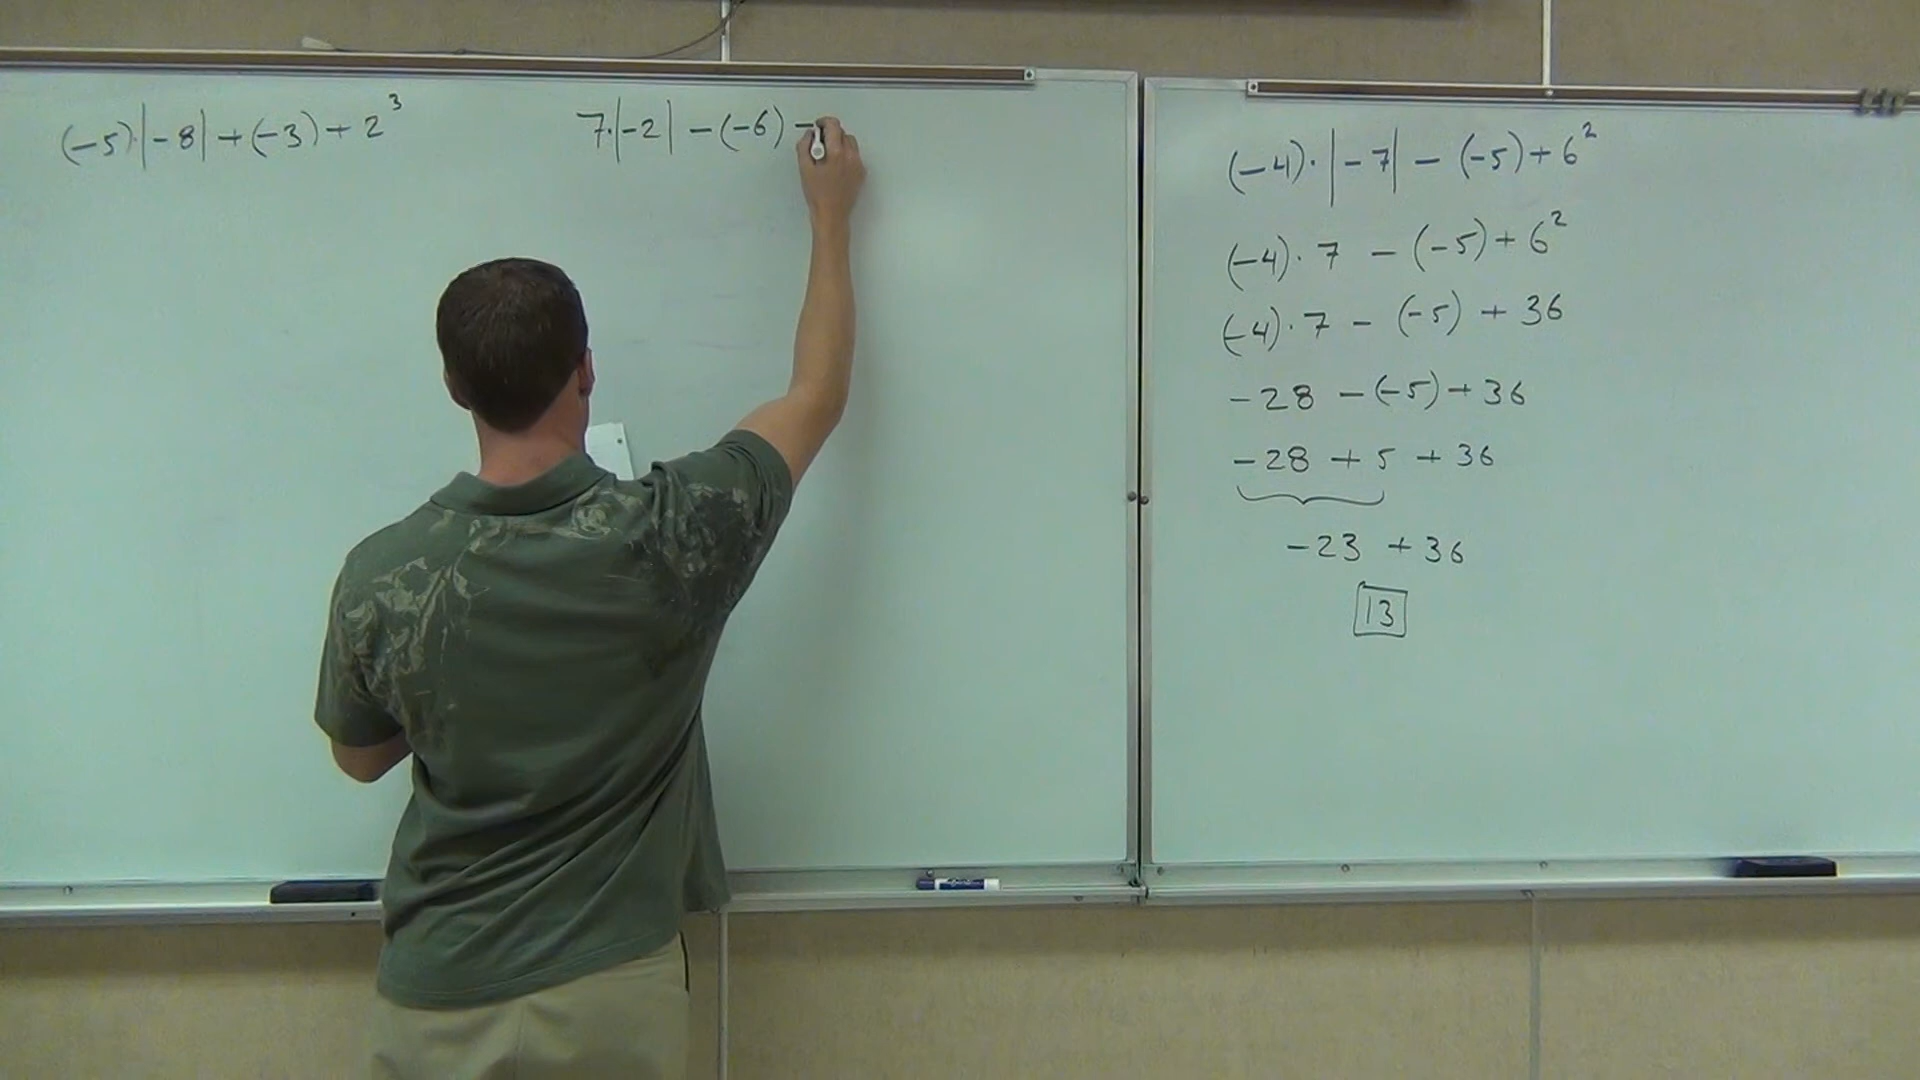 (-5)·|-8| + (-3) + 2³
7·|-2| - (-6) -
(-4)·|-7| - (-5) + 6²
(-4)· 7 - (-5) + 6²
(-4)· 7 - (-5) + 36
-28 - (-5) + 36
-28 + 5 + 36
-23 + 36
13